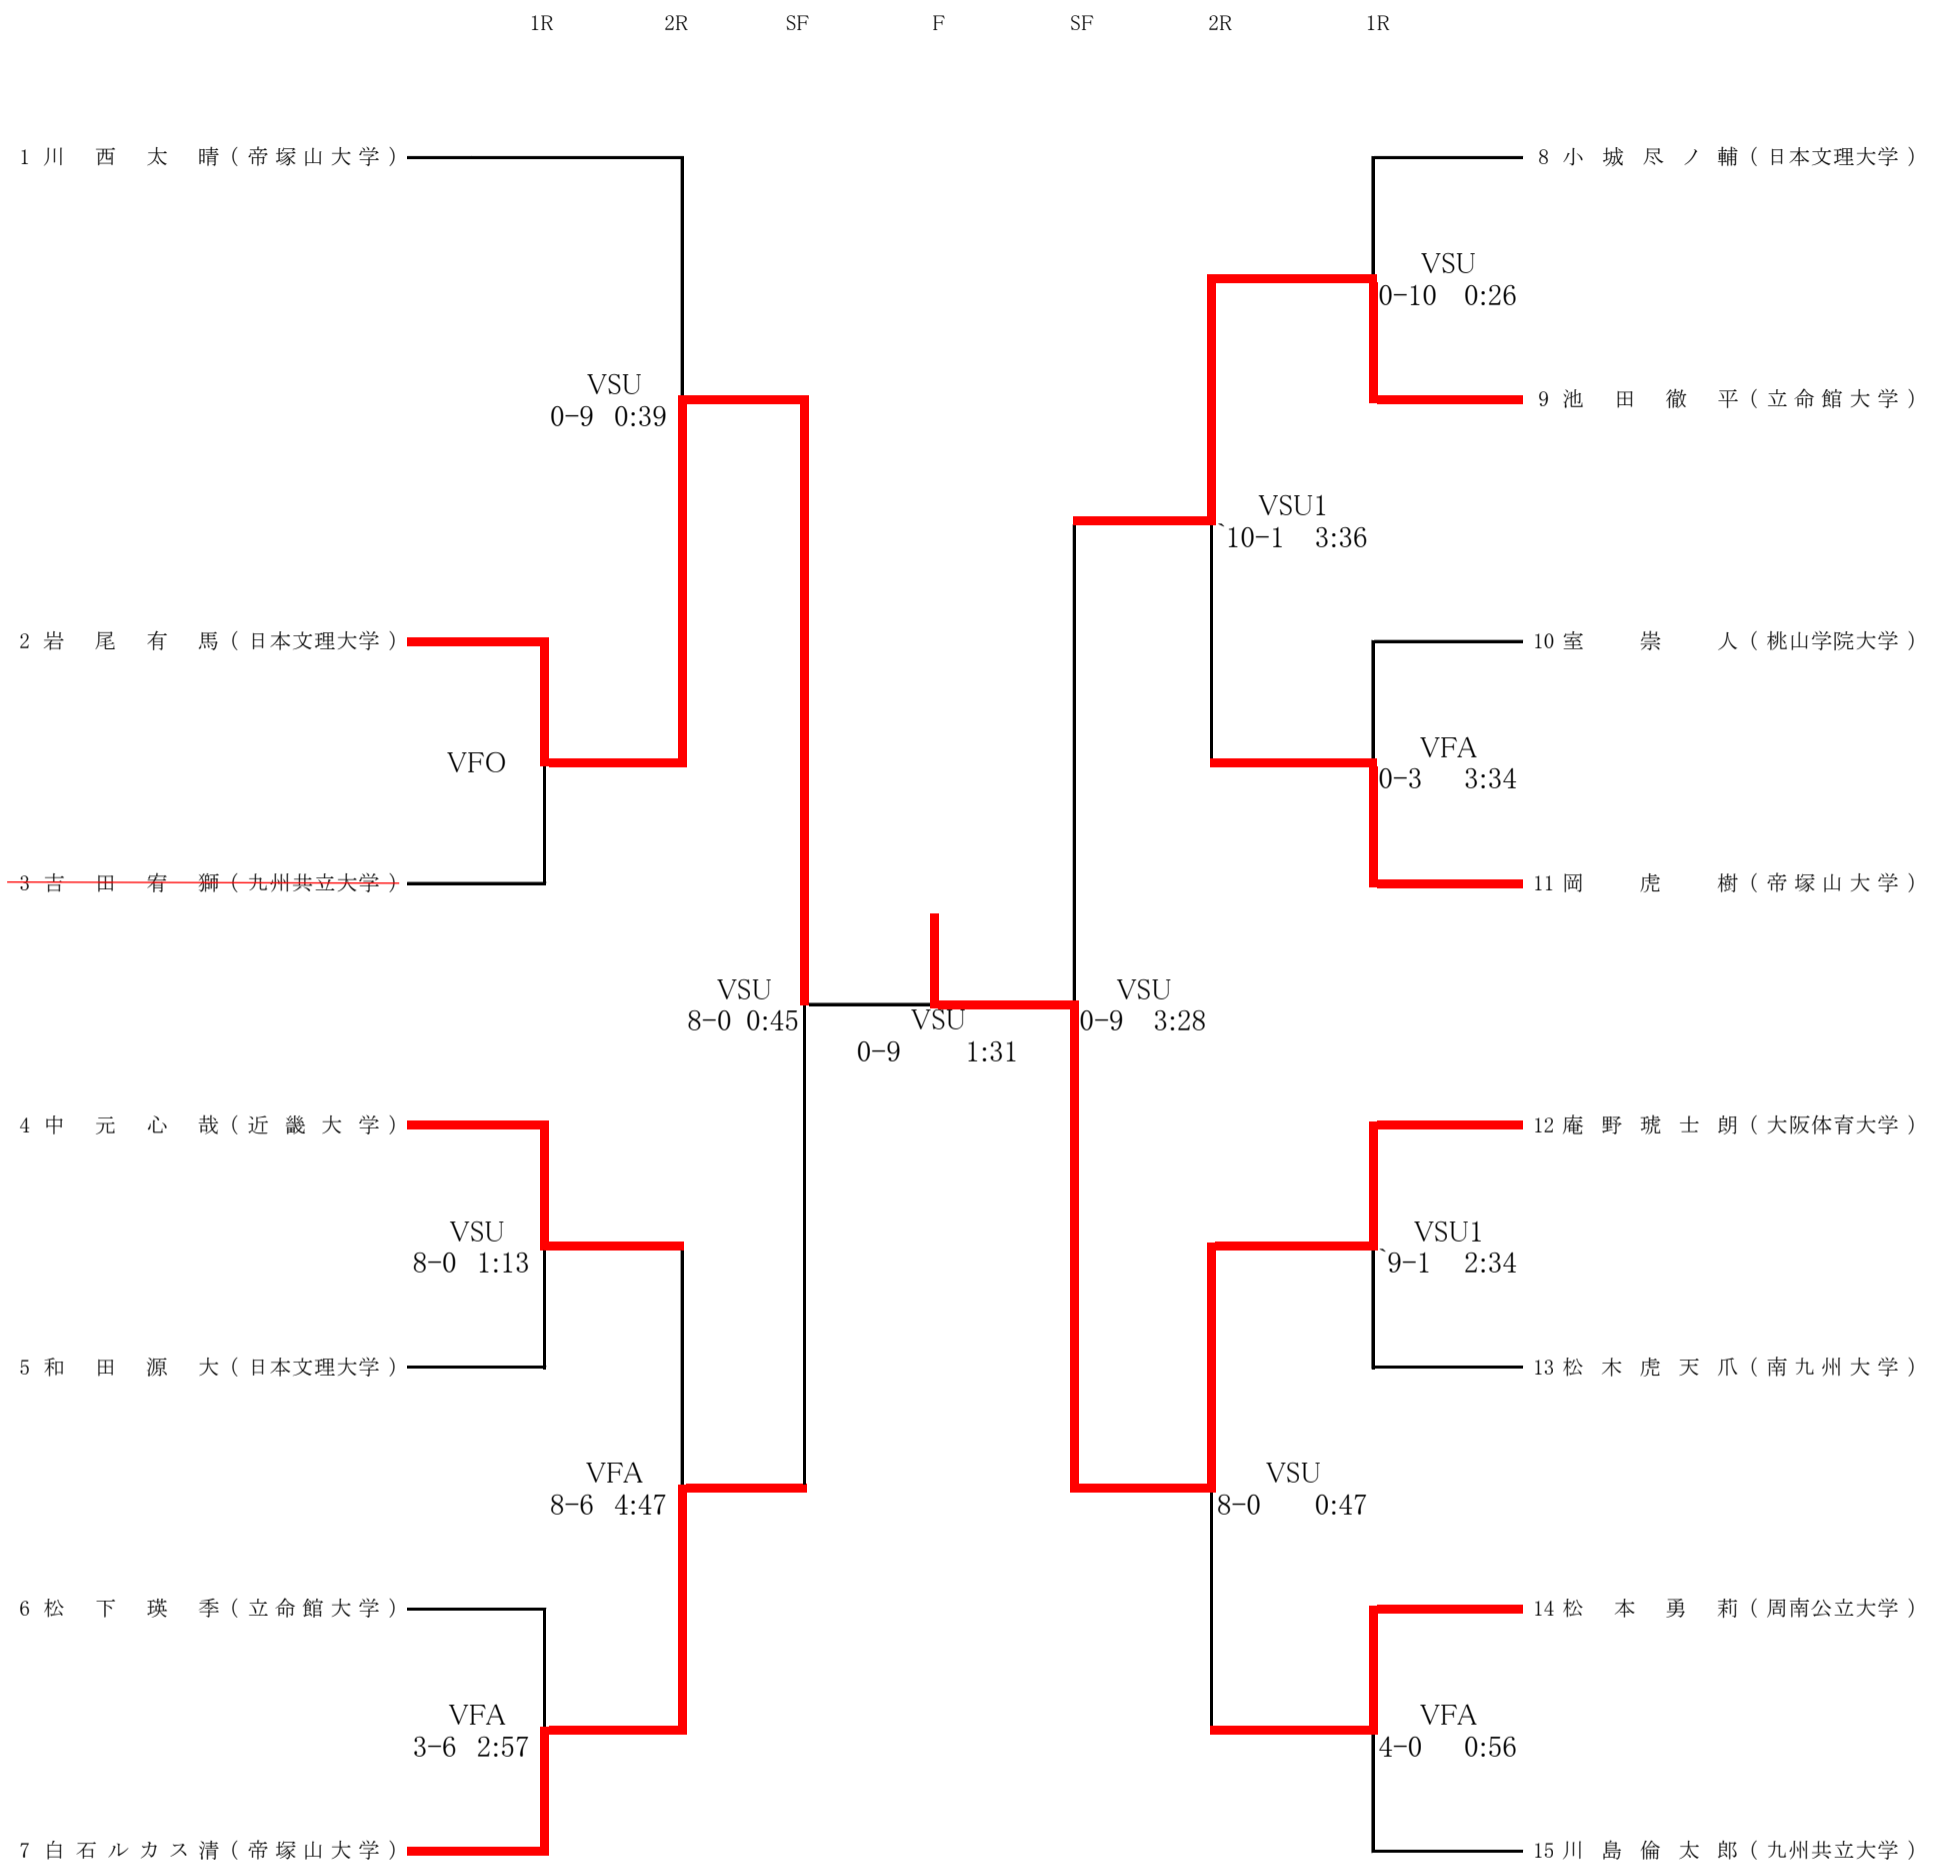 1R 2R SF F SF 2R 1R
1 川西太晴(帝塚山大学)
8 小城尽ノ輔(日本文理大学)
VSU
0-10 0:26
VSU
0-9 0:39
9 池田徹平(立命館大学)
VSU1
`10-1 3:36
2 岩尾有馬(日本文理大学)
10 室崇人(桃山学院大学)
VFO
VFA
0-3 3:34
3 吉田宥獅(九州共立大学)
11 岡虎樹(帝塚山大学)
VSU
8-0 0:45
VSU
0-9 1:31
VSU
0-9 3:28
4 中元心哉(近畿大学)
12 庵野琥士朗(大阪体育大学)
VSU
8-0 1:13
VSU1
`9-1 2:34
5 和田源大(日本文理大学)
13 松木虎天爪(南九州大学)
VFA
8-6 4:47
VSU
8-0 0:47
6 松下瑛季(立命館大学)
14 松本勇莉(周南公立大学)
VFA
3-6 2:57
VFA
4-0 0:56
7 白石ルカス清(帝塚山大学)
15 川島倫太郎(九州共立大学)